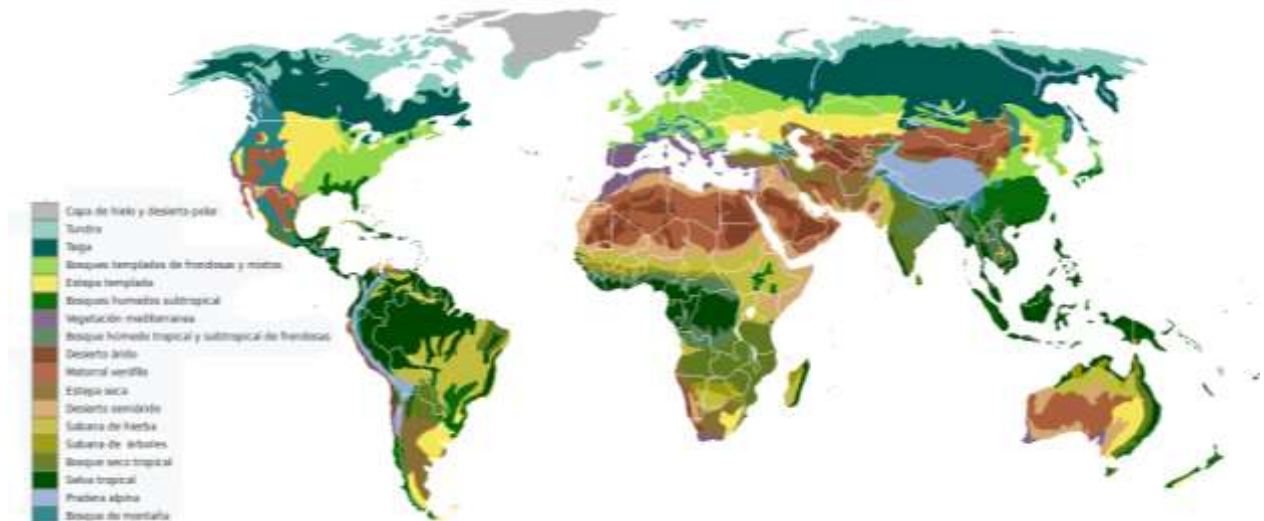 Capa de hielo y desierto polar
Tundra
Taiga
Bosques templados de frondosas y mixtos
Estepa templada
Bosques húmedos subtropical
Vegetación mediterranea
Bosque húmedo tropical y subtropical de frondosas
Desierto árido
Matorral xerófilo
Estepa seca
Desierto semiárido
Sabana de hierba
Sabana de árboles
Bosque seco tropical
Selva tropical
Pradera alpina
Bosque de montaña